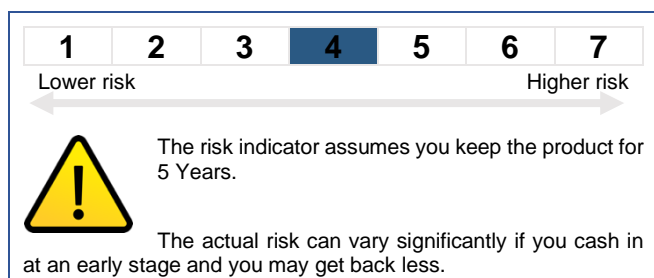 1 2 3 4 5 6 7
Lower risk Higher risk
The risk indicator assumes you keep the product for
5 Years.
The actual risk can vary significantly if you cash in
at an early stage and you may get back less.